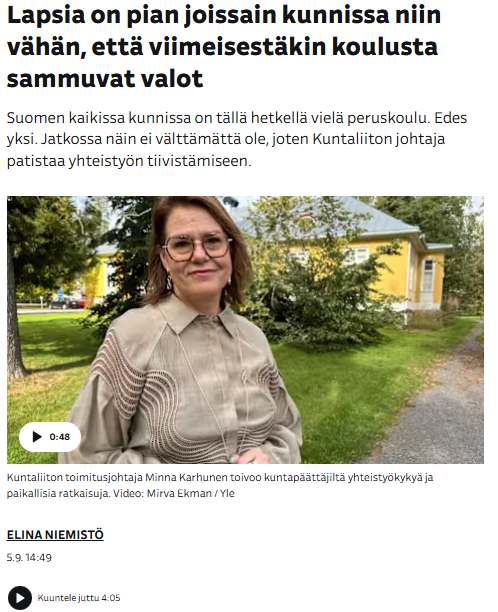 Lapsia on pian joissain kunnissa niin
vähän, että viimeisestäkin koulusta
sammuvat valot
Suomen kaikissa kunnissa on tällä hetkellä vielä peruskoulu. Edes
yksi. Jatkossa näin ei välttämättä ole, joten Kuntaliiton johtaja
patistaa yhteistyön tiivistämiseen.
0:48
Kuntaliiton toimitusjohtaja Minna Karhunen toivoo kuntapäättäjiltä yhteistyökykyä ja
paikallisia ratkaisuja. Video: Mirva Ekman / Yle
ELINA NIEMISTÖ
5.9. 14:49
Kuuntele juttu 4:05